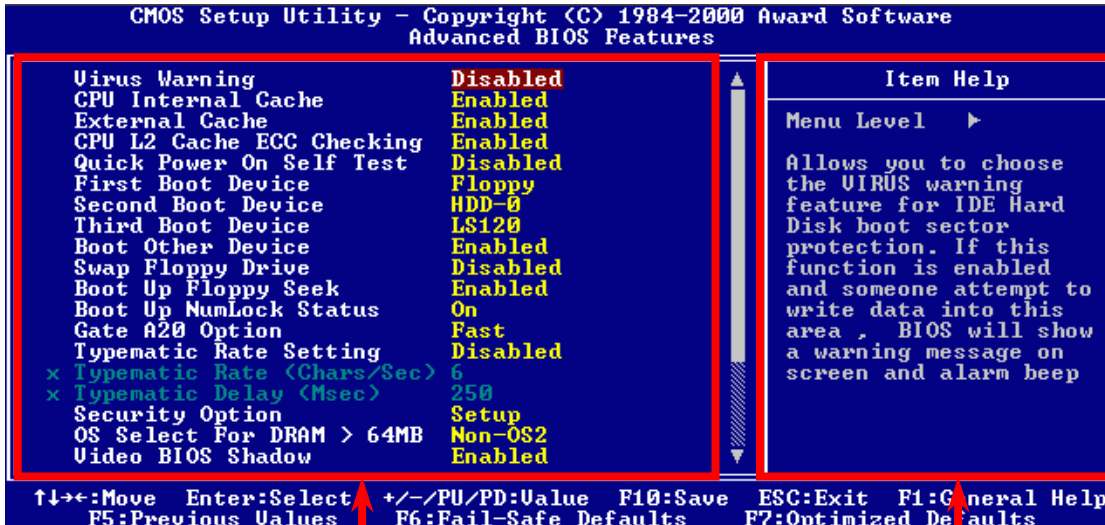 CMOS Setup Utility - Copyright (C) 1984-2000 Award Software
Advanced BIOS Features
Virus Warning Disabled
CPU Internal Cache Enabled
External Cache Enabled
CPU L2 Cache ECC Checking Enabled
Quick Power On Self Test Disabled
First Boot Device Floppy
Second Boot Device HDD-0
Third Boot Device LS120
Boot Other Device Enabled
Swap Floppy Drive Disabled
Boot Up Floppy Seek Enabled
Boot Up NumLock Status On
Gate A20 Option Fast
Typematic Rate Setting Disabled
x Typematic Rate (Chars/Sec) 6
x Typematic Delay (Msec) 250
Security Option Setup
OS Select For DRAM > 64MB Non-OS2
Video BIOS Shadow Enabled
Item Help
Menu Level ▶
Allows you to choose
the VIRUS warning
feature for IDE Hard
Disk boot sector
protection. If this
function is enabled
and someone attempt to
write data into this
area , BIOS will show
a warning message on
screen and alarm beep
↑↓→←:Move Enter:Select +/-/PU/PD:Value F10:Save ESC:Exit F1:General Help
F5:Previous Values F6:Fail-Safe Defaults F7:Optimized Defaults